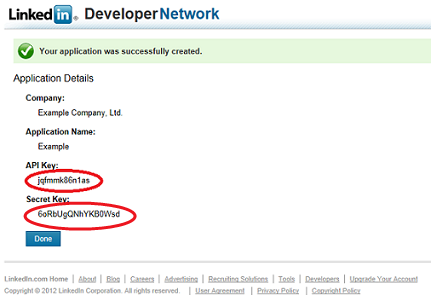 Linked in® DeveloperNetwork
Your application was successfully created.
Application Details
Company:
Example Company, Ltd.
Application Name:
Example
API Key:
jqfmmk86n1as
Secret Key:
6oRbUgQNhYKB0Wsd
Done
LinkedIn.com Home | About | Blog | Careers | Advertising | Recruiting Solutions | Tools | Developers | Upgrade Your Account
Copyright © 2012 LinkedIn Corporation. All rights reserved. | User Agreement | Privacy Policy | Copyright Policy